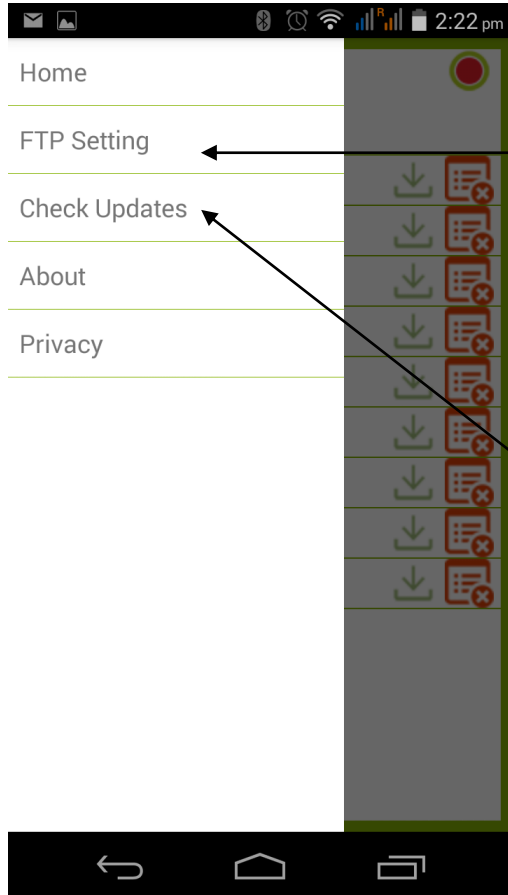 R
2:22 pm
Home
FTP Setting
Check Updates
About
Privacy